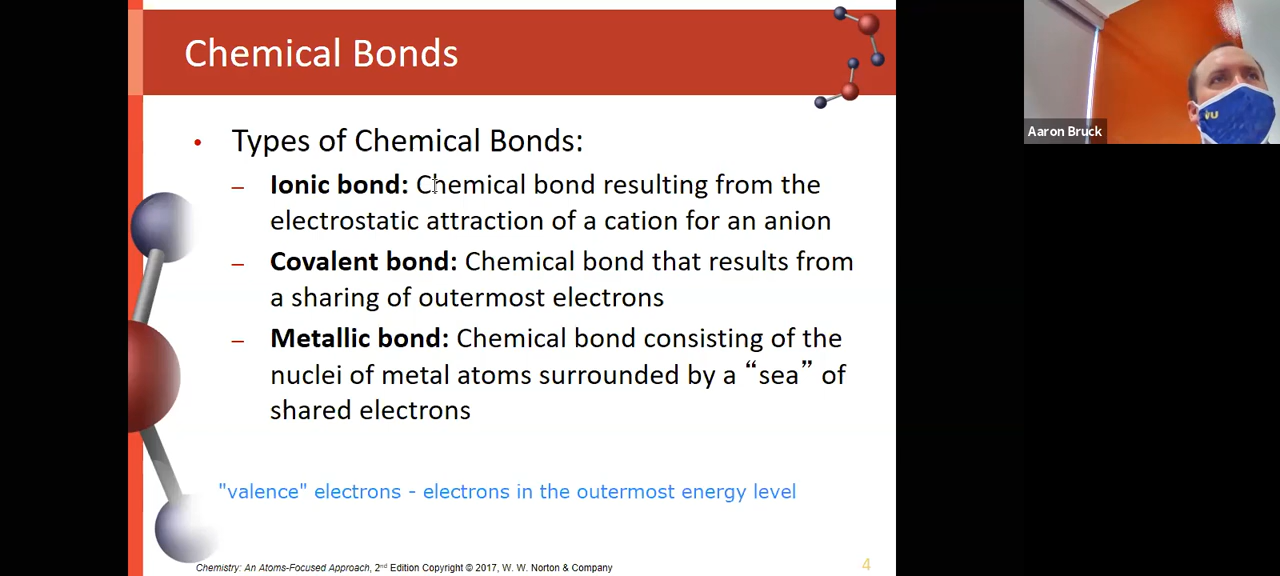 Chemical Bonds
• Types of Chemical Bonds:
– Ionic bond: Chemical bond resulting from the
electrostatic attraction of a cation for an anion
– Covalent bond: Chemical bond that results from
a sharing of outermost electrons
– Metallic bond: Chemical bond consisting of the
nuclei of metal atoms surrounded by a “sea” of
shared electrons
"valence" electrons - electrons in the outermost energy level
Chemistry: An Atoms-Focused Approach, 2nd Edition Copyright © 2017, W. W. Norton & Company
4
Aaron Bruck